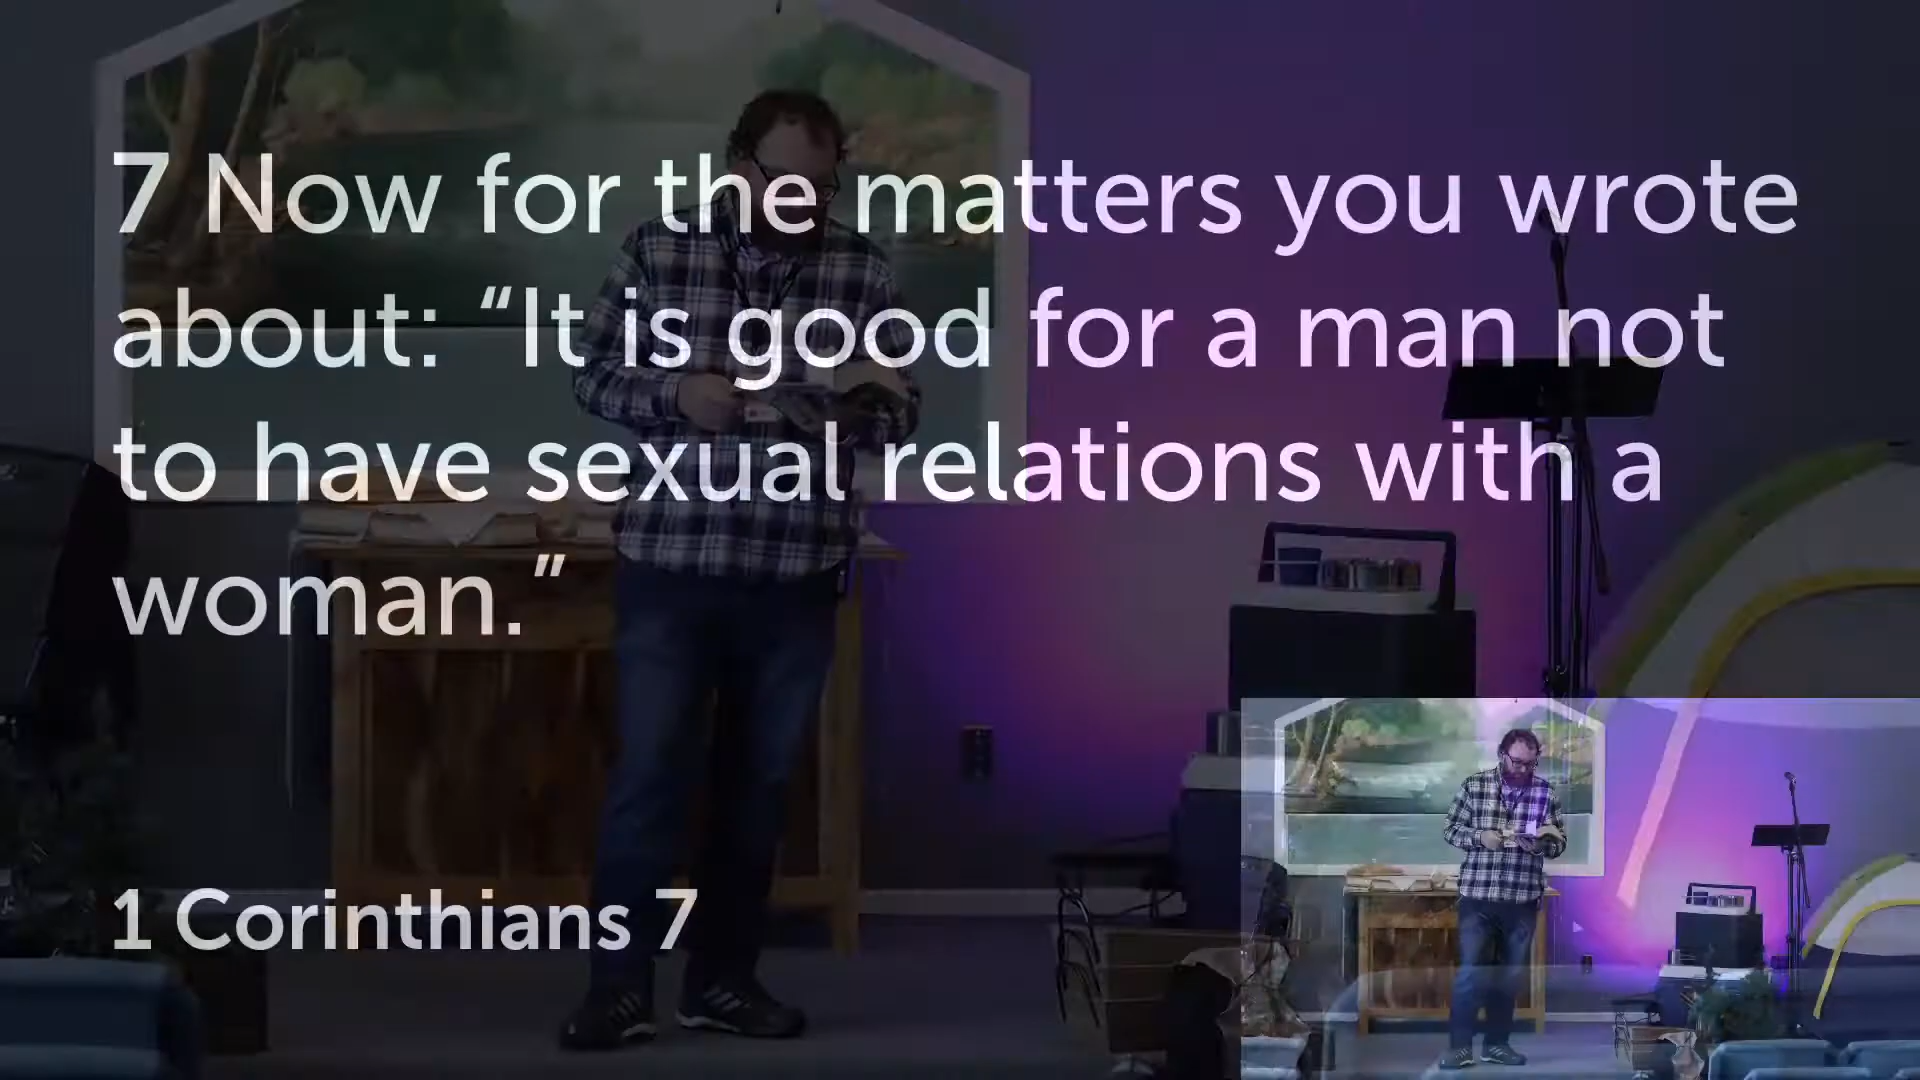 7 Now for the matters you wrote
about: “It is good for a man not
to have sexual relations with a
woman.”
1 Corinthians 7